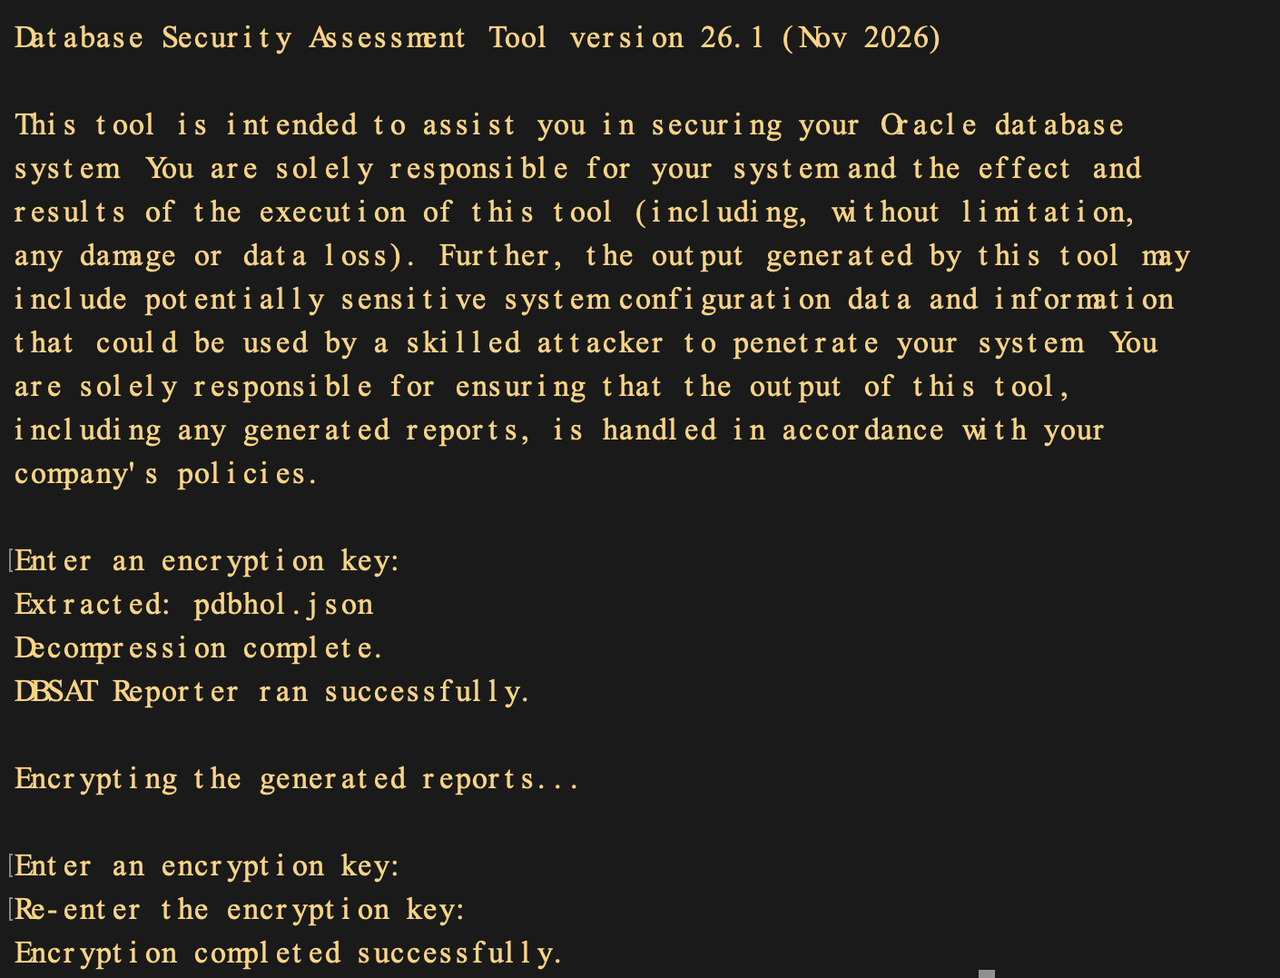 Database Security Assessment Tool version 26.1 (Nov 2026)
This tool is intended to assist you in securing your Oracle database
system. You are solely responsible for your system and the effect and
results of the execution of this tool (including, without limitation,
any damage or data loss). Further, the output generated by this tool may
include potentially sensitive system configuration data and information
that could be used by a skilled attacker to penetrate your system. You
are solely responsible for ensuring that the output of this tool,
including any generated reports, is handled in accordance with your
company's policies.
[Enter an encryption key:
Extracted: pdbhol.json
Decompression complete.
DBSAT Reporter ran successfully.
Encrypting the generated reports...
[Enter an encryption key:
[Re-enter the encryption key:
Encryption completed successfully.